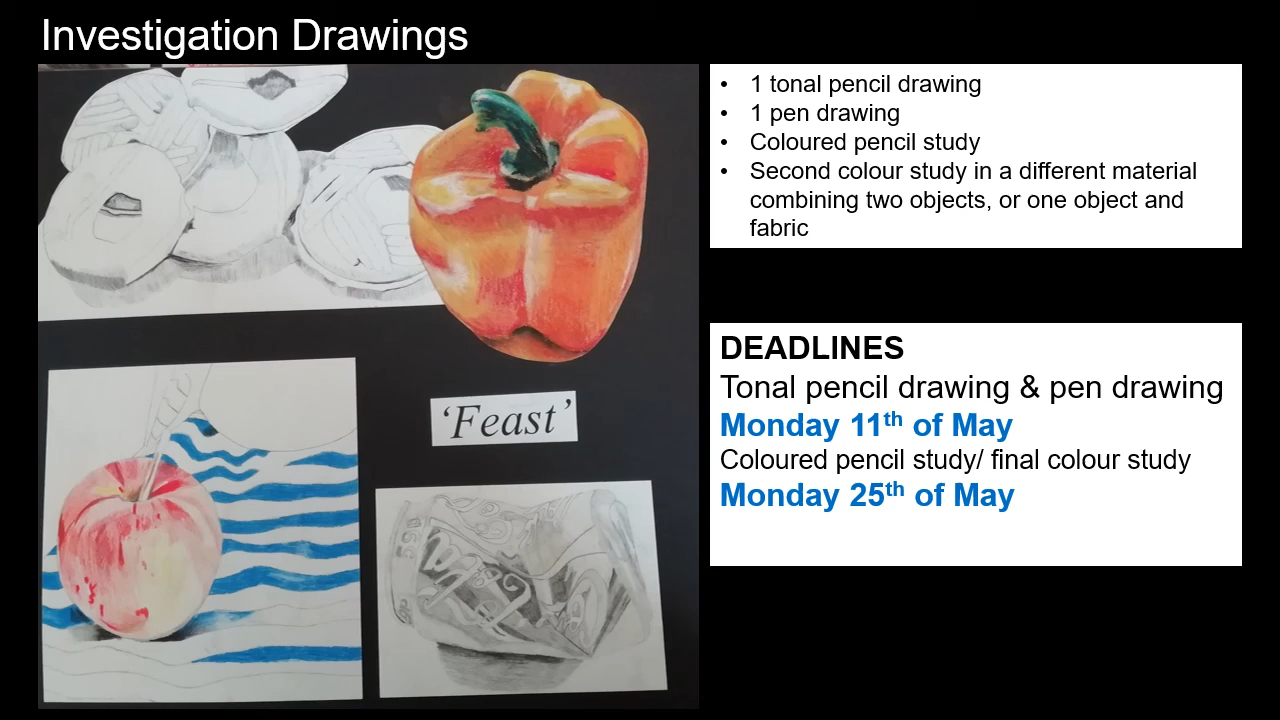 Investigation Drawings
• 1 tonal pencil drawing
• 1 pen drawing
• Coloured pencil study
• Second colour study in a different material
combining two objects, or one object and
fabric
‘Feast’
DEADLINES
Tonal pencil drawing & pen drawing
Monday 11th of May
Coloured pencil study/ final colour study
Monday 25th of May